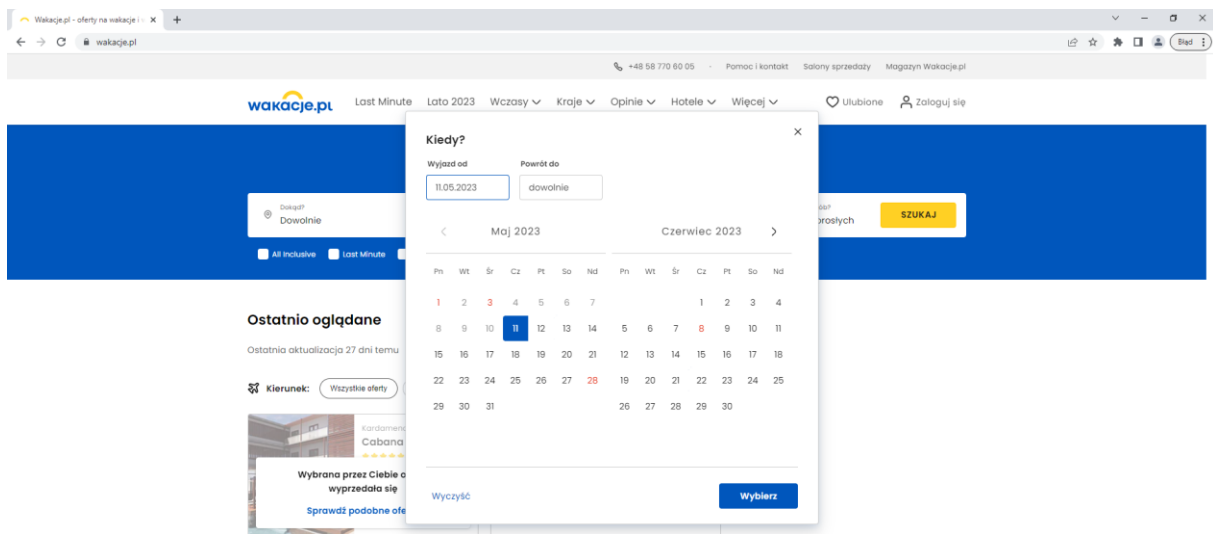 Wakacje.pl - oferty na wakacje i
wakacje.pl
Błąd
+48 58 770 60 05 · Pomoc i kontakt Salony sprzedaży Magazyn Wakacje.pl
wakacje.pl Last Minute Lato 2023 Wczasy Kraje Opinie Hotele Więcej Ulubione Zaloguj się
Kiedy?
Wyjazd od Powrót do
11.05.2023 dowolnie
Dokąd?
Dowolnie
SZUKAJ
All Inclusive Last Minute
Maj 2023 Czerwiec 2023
Pn Wt Śr Cz Pt So Nd Pn Wt Śr Cz Pt So Nd
1 2 3 4 5 6 7 1 2 3 4
8 9 10 11 12 13 14 5 6 7 8 9 10 11
15 16 17 18 19 20 21 12 13 14 15 16 17 18
22 23 24 25 26 27 28 19 20 21 22 23 24 25
29 30 31 26 27 28 29 30
Wyczyść Wybierz
Ostatnio oglądane
Ostatnia aktualizacja 27 dni temu
Kierunek: Wszystkie oferty
Kardamena
Cabana
Wybrana przez Ciebie o
wyprzedała się
Sprawdź podobne ofe